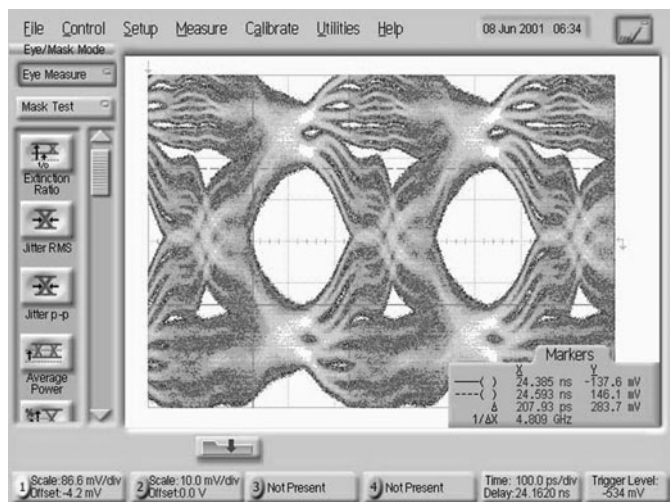 File Control Setup Measure Calibrate Utilities Help 08 Jun 2001 06:34
Eye/Mask Mode
Eye Measure
Mask Test
Extinction
Ratio
Jitter RMS
Jitter p-p
Average
Power
Markers
X Y
——( ) 24.385 ns -137.6 mV
----( ) 24.593 ns 146.1 mV
Δ 207.93 ps 283.7 mV
1/ΔX 4.809 GHz
1 Scale:86.6 mV/div
Offset:-4.2 mV
2 Scale:10.0 mV/div
Offset:0.0 V
3 Not Present
4 Not Present
Time: 100.0 ps/div
Delay:24.1620 ns
Trigger Level:
-534 mV